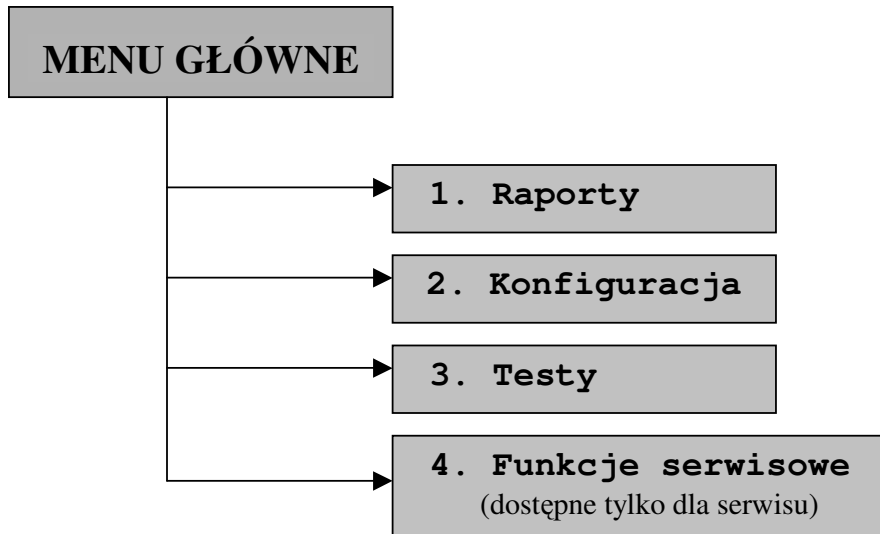 MENU GŁÓWNE
1. Raporty
2. Konfiguracja
3. Testy
4. Funkcje serwisowe
(dostępne tylko dla serwisu)